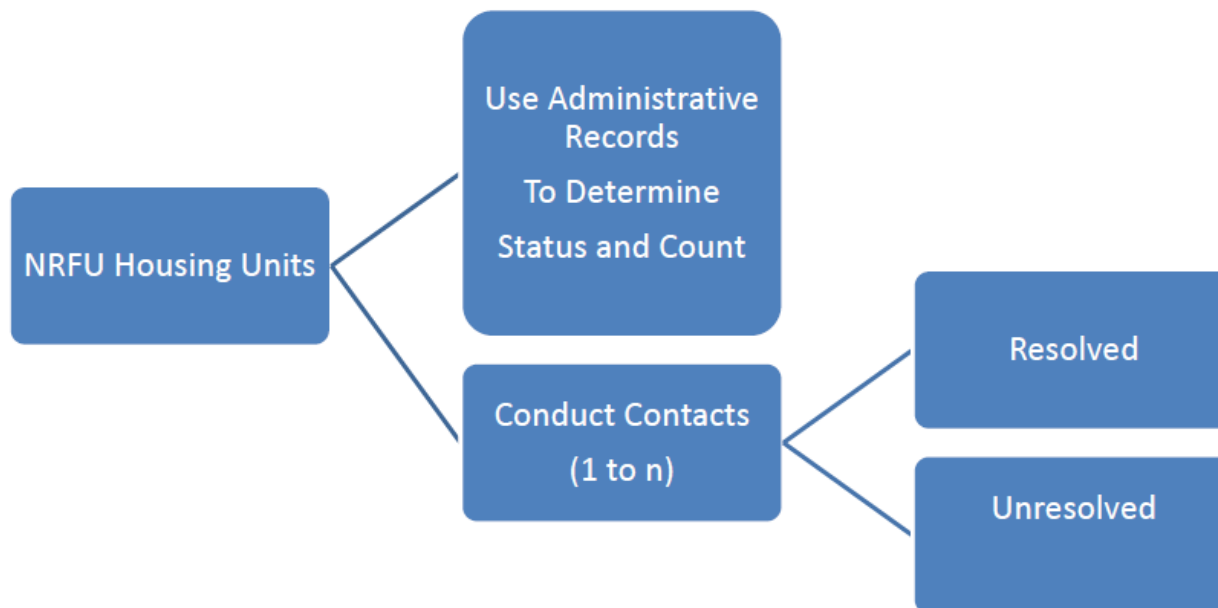 NRFU Housing Units
Use Administrative
Records
To Determine
Status and Count
Conduct Contacts
(1 to n)
Resolved
Unresolved